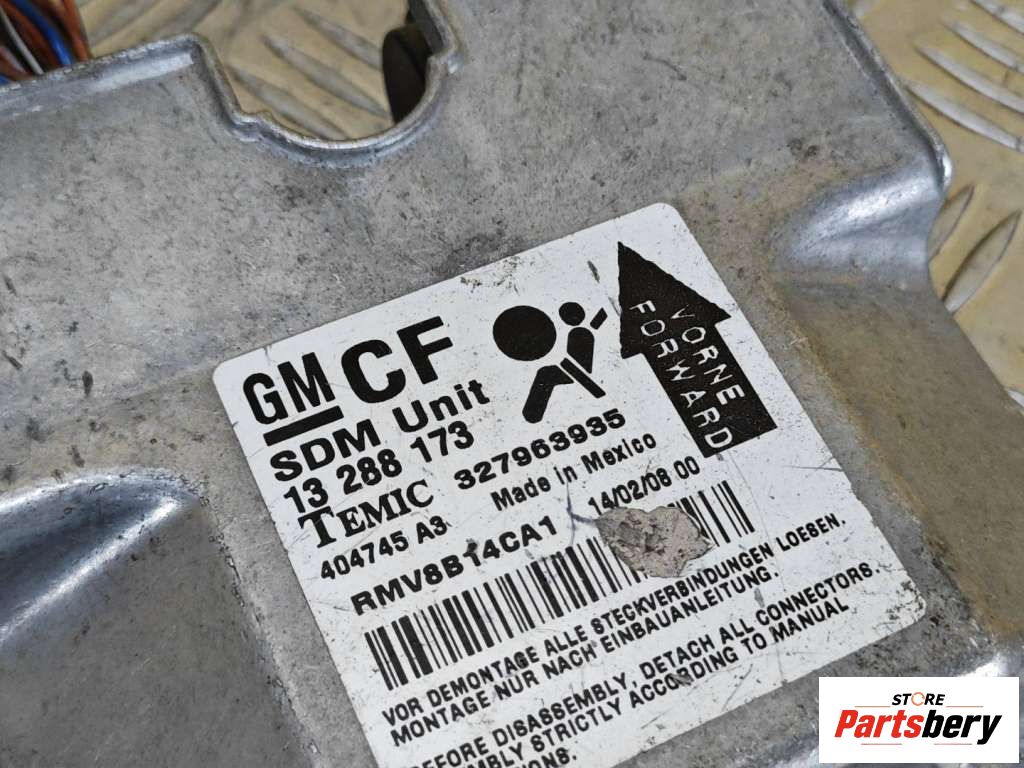 GM CF
VORNE
FORWARD
SDM Unit
13 288 173
327963935
TEMIC
Made in Mexico
404745 A3
14/02/08 00
RMV8B14CA1
VOR DEMONTAGE ALLE STECKVERBINDUNGEN LOESEN.
MONTAGE NUR NACH EINBAUANLEITUNG.
BEFORE DISASSEMBLY, DETACH ALL CONNECTORS.
STRICTLY ACCORDING TO MANUAL
STORE
Partsbery